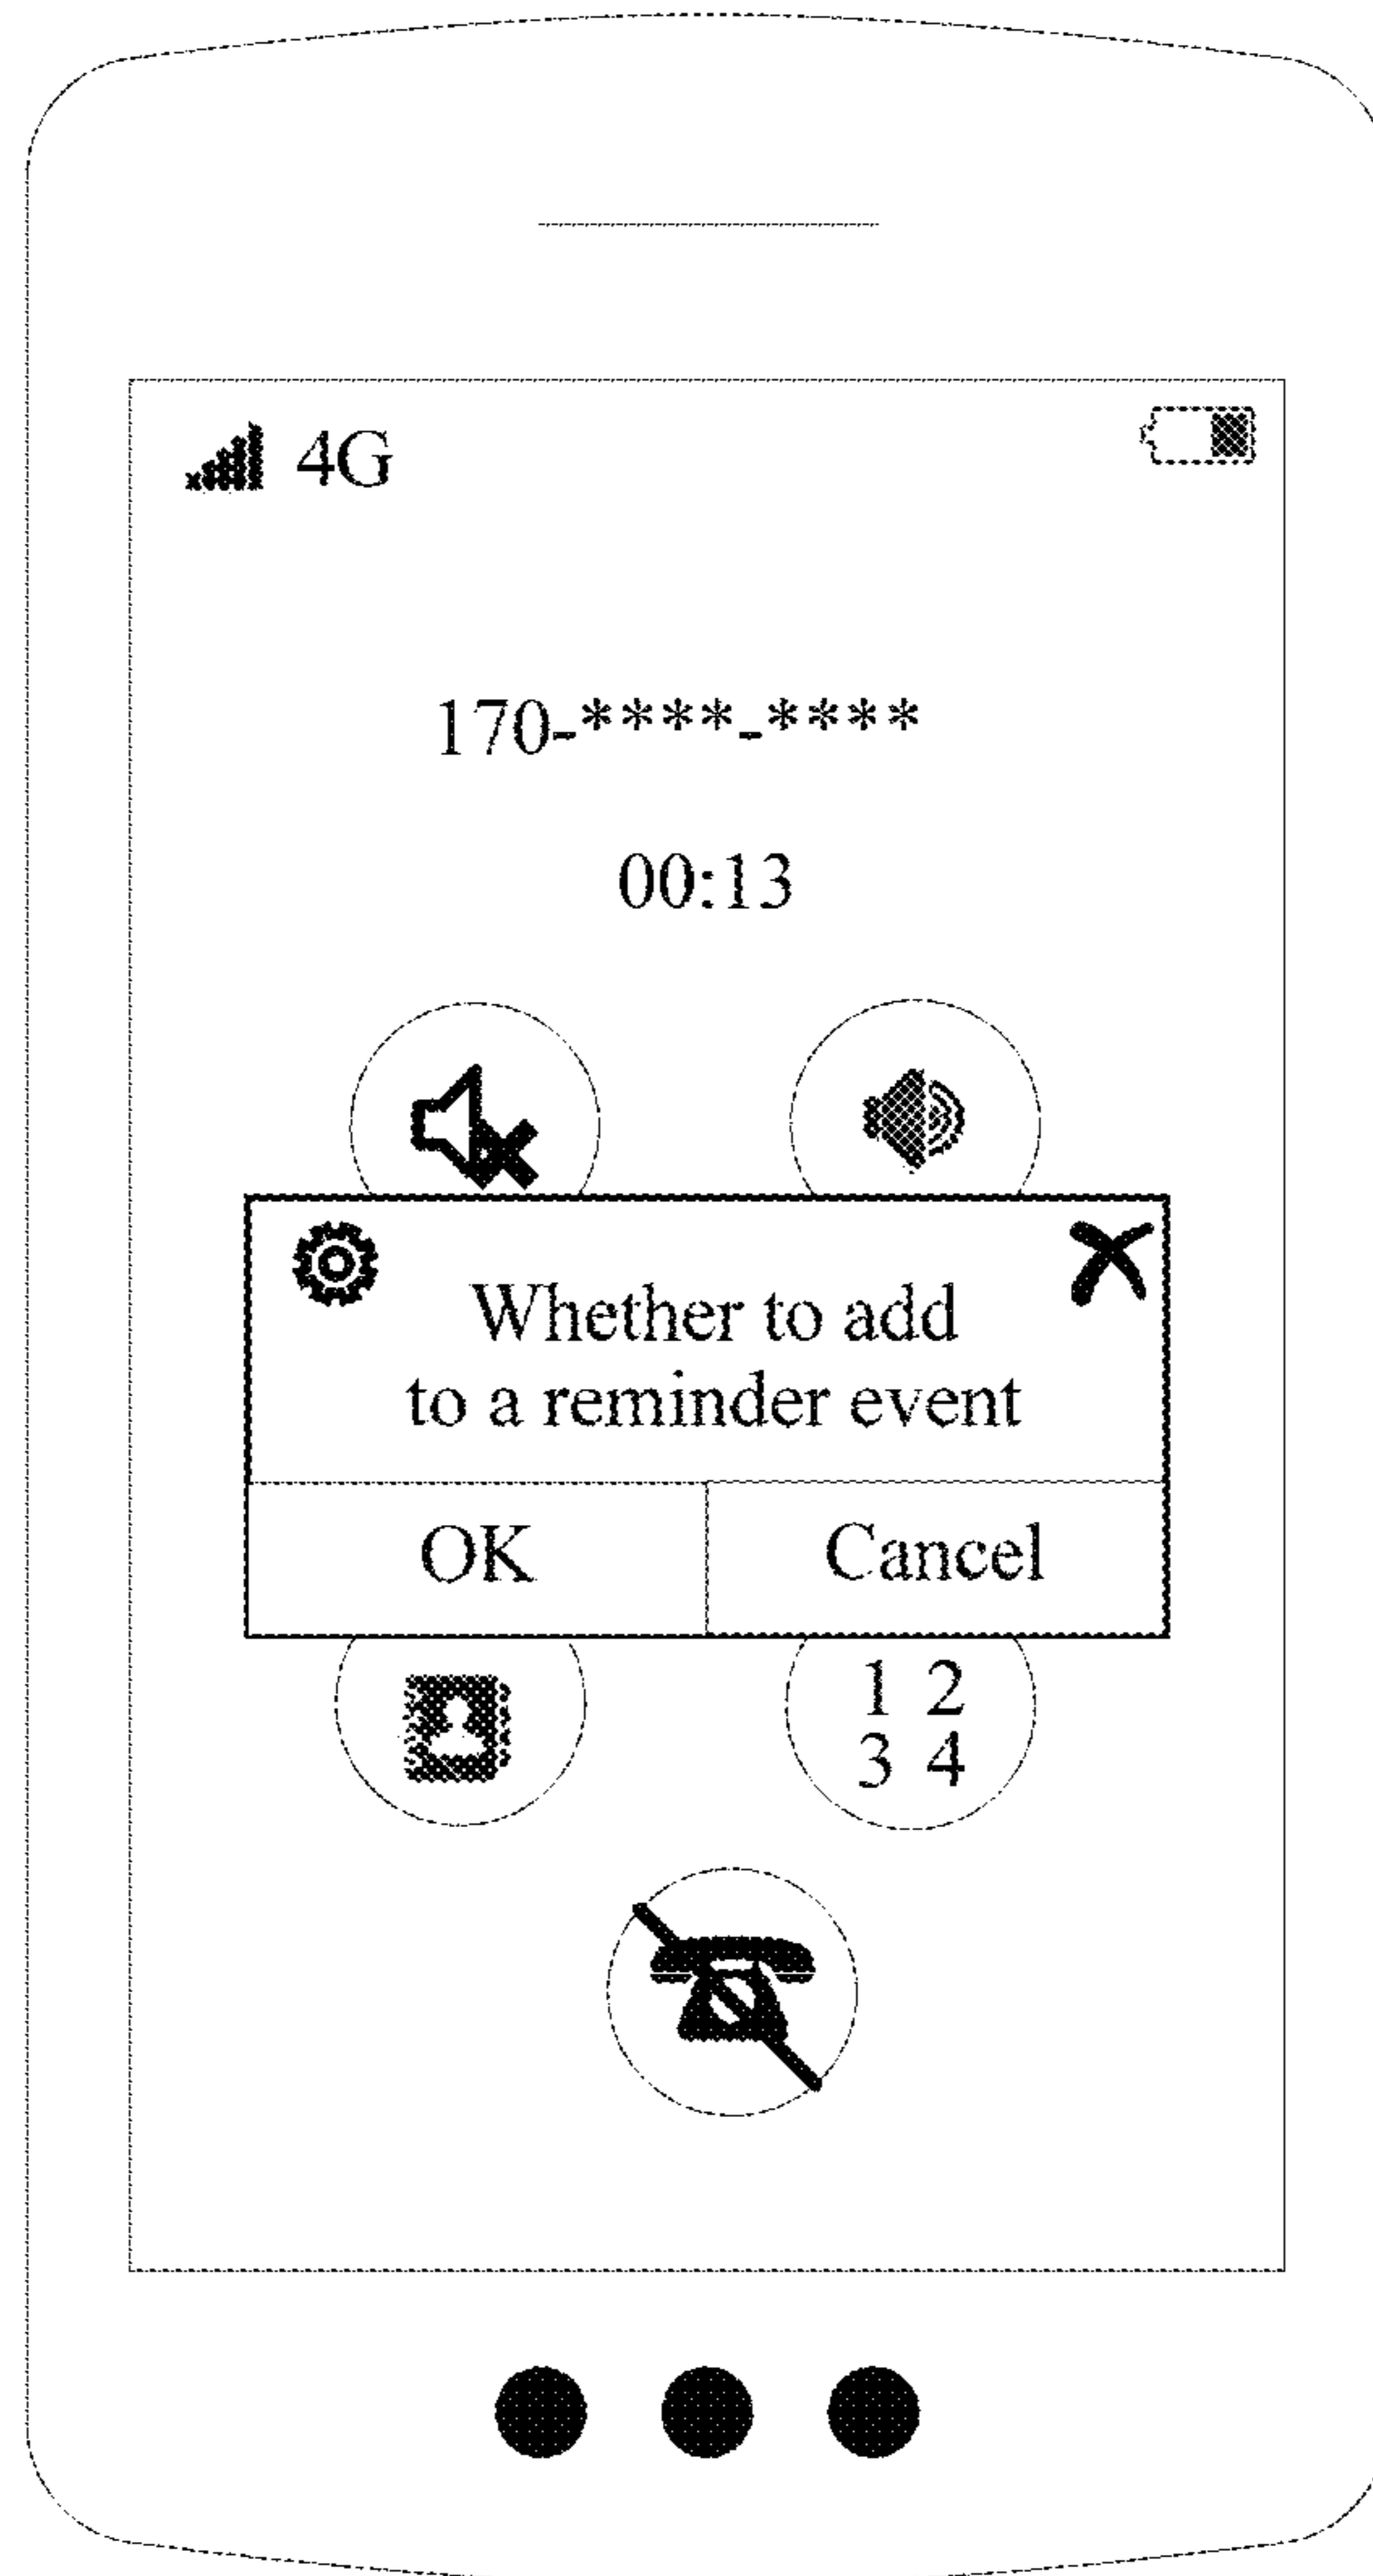 4G
170-****-****
00:13
Whether to add
to a reminder event
OK
Cancel
1 2
3 4